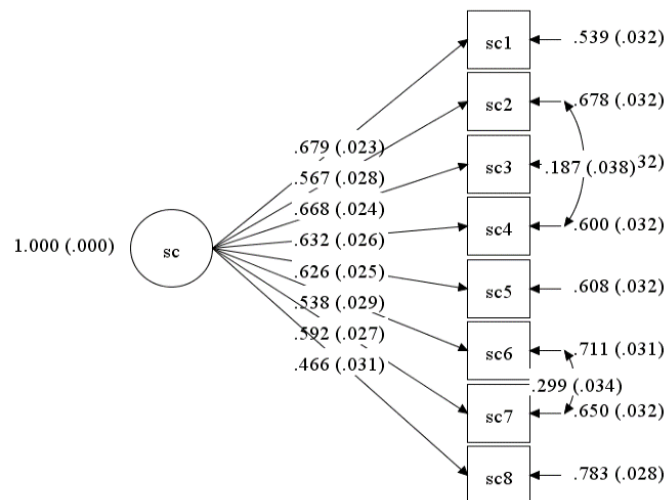 sc1
.539 (.032)
sc2
.678 (.032)
.679 (.023)
.567 (.028)
sc3
.187 (.038)
32)
.668 (.024)
.632 (.026)
sc4
.600 (.032)
1.000 (.000)
sc
.626 (.025)
sc5
.608 (.032)
.538 (.029)
.592 (.027)
sc6
.711 (.031)
.466 (.031)
.299 (.034)
sc7
.650 (.032)
sc8
.783 (.028)